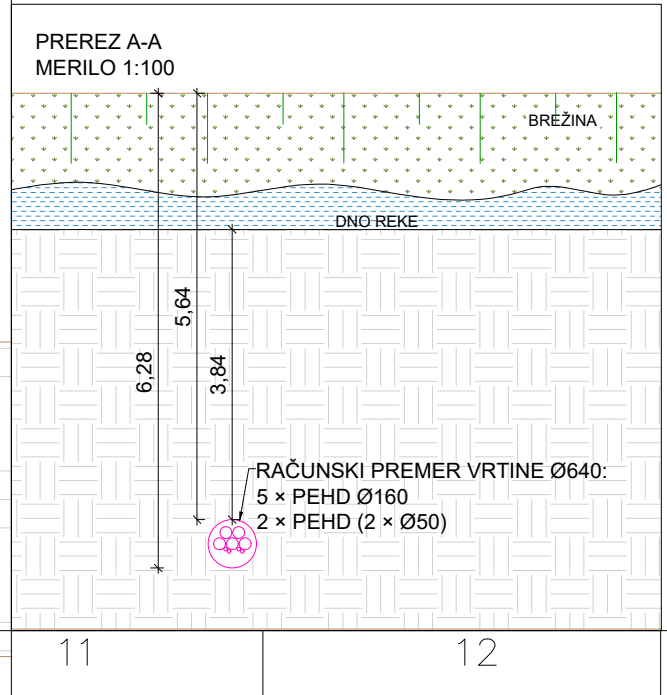 PREREZ A-A
MERILO 1:100
BREŽINA
DNO REKE
5,64
6,28
3,84
RAČUNSKI PREMER VRTINE Ø640:
5 × PEHD Ø160
2 × PEHD (2 × Ø50)
11
12